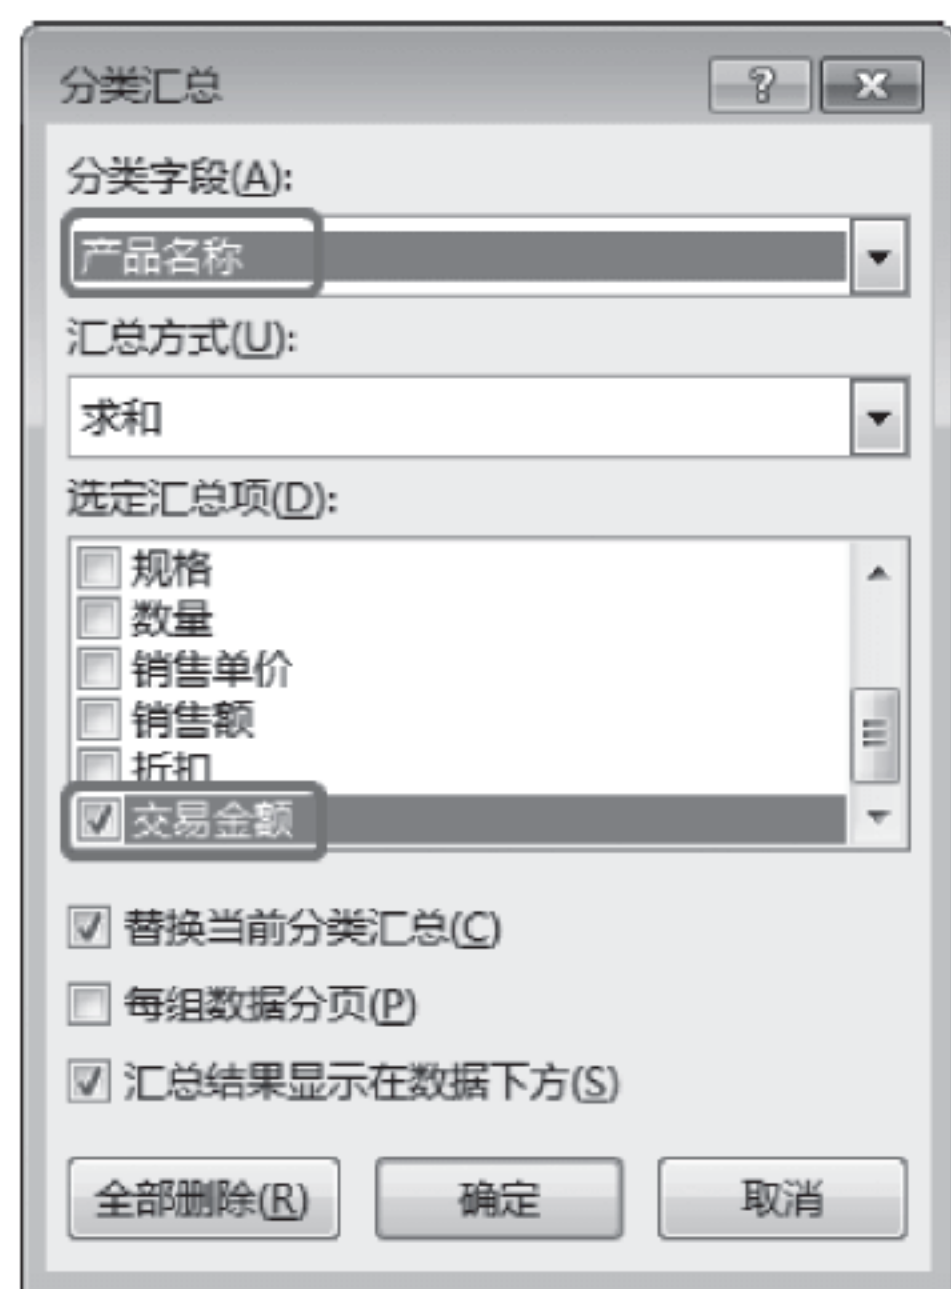 分类汇总
分类字段(A):
产品名称
汇总方式(U):
求和
选定汇总项(D):
规格
数量
销售单价
销售额
折扣
交易金额
替换当前分类汇总(C)
每组数据分页(P)
汇总结果显示在数据下方(S)
全部删除(R) 确定 取消